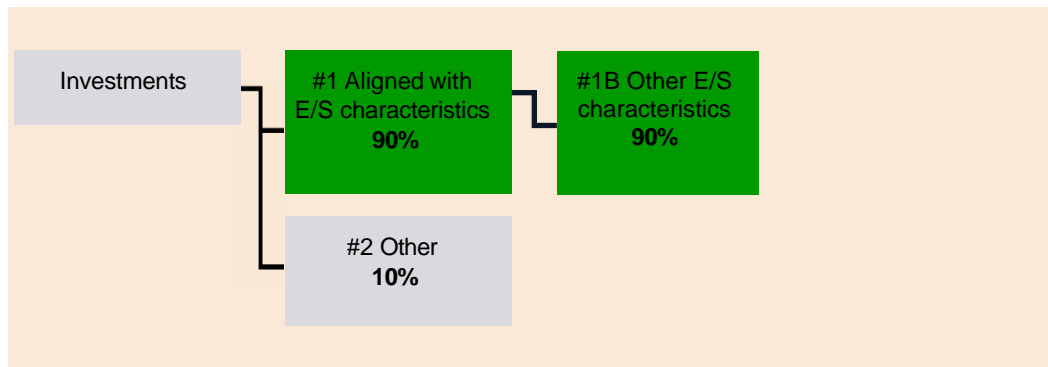 Investments
#1 Aligned with
E/S characteristics
90%
#1B Other E/S
characteristics
90%
#2 Other
10%